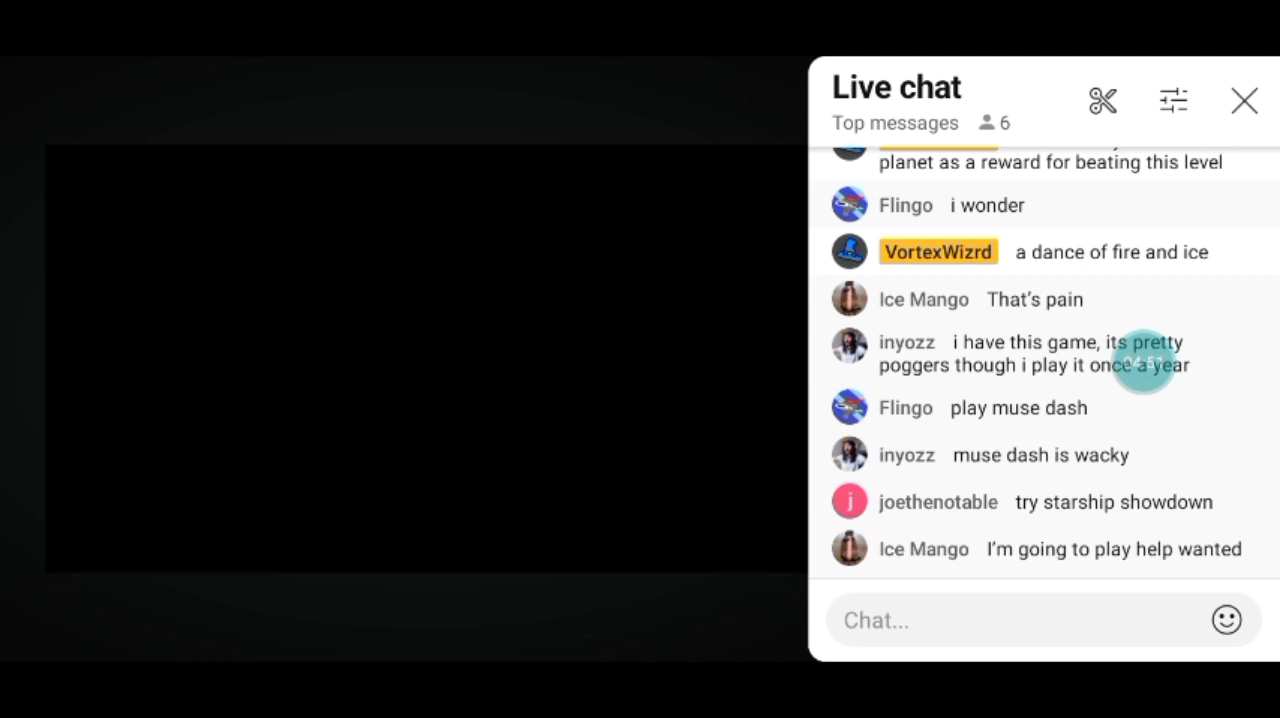 Live chat
Top messages 6
planet as a reward for beating this level
Flingo i wonder
VortexWizrd a dance of fire and ice
Ice Mango That's pain
inyozz i have this game, its pretty
poggers though i play it once a year
04:51
Flingo play muse dash
inyozz muse dash is wacky
j joethenotable try starship showdown
Ice Mango I'm going to play help wanted
Chat...